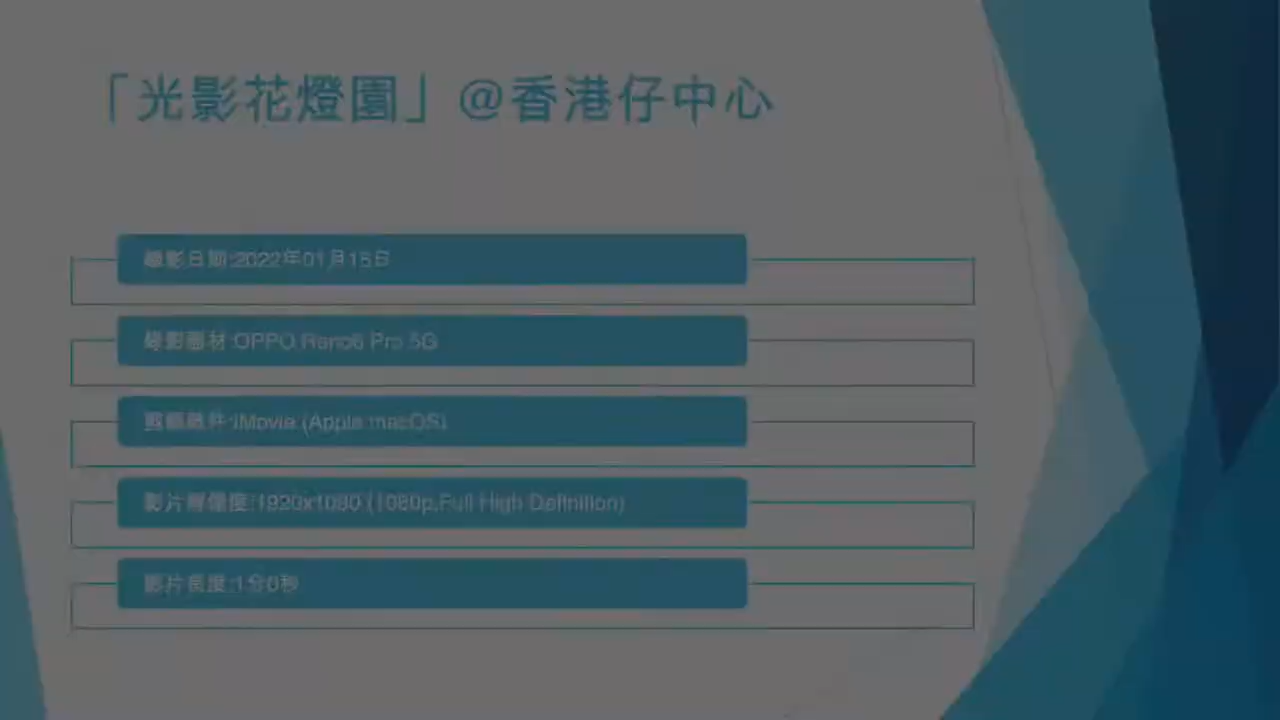 「光影花燈園」@香港仔中心
攝影日期:2022年01月15日
攝影器材:OPPO Reno6 Pro 5G
剪輯軟件:iMovie (Apple macOS)
影片解像度:1920x1080 (1080p,Full High Definition)
影片長度:1分0秒